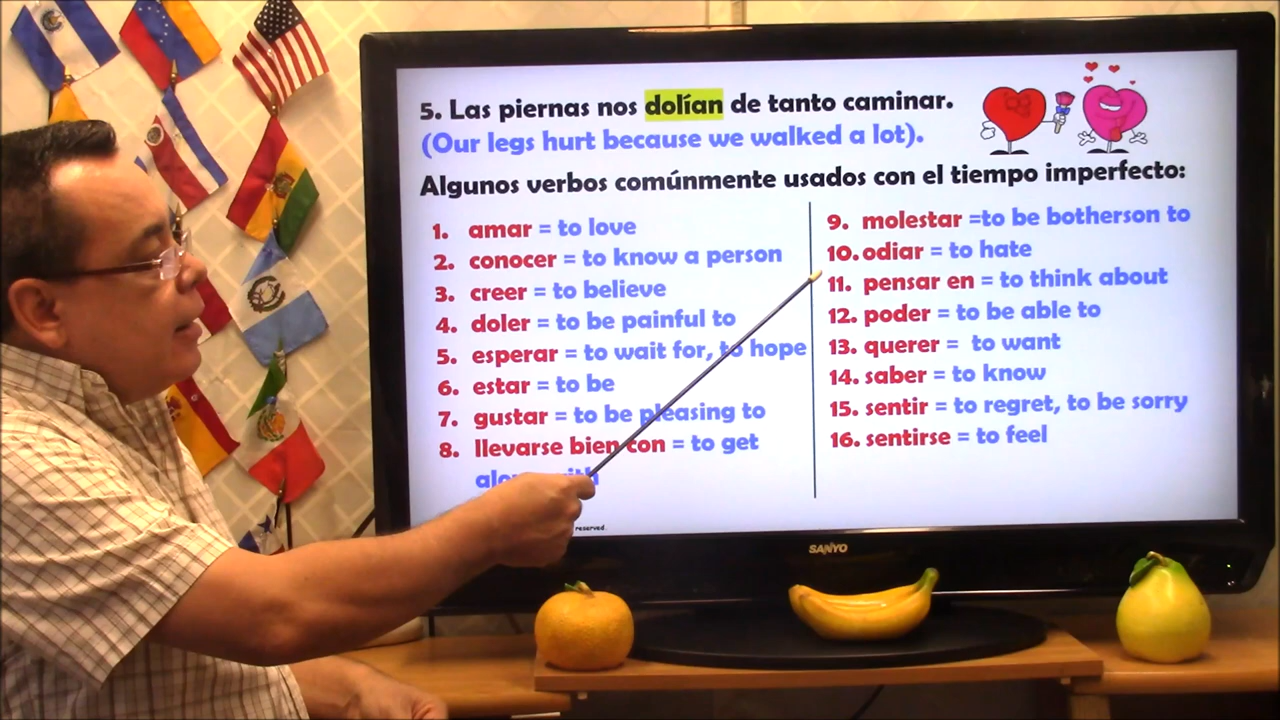 5. Las piernas nos dolían de tanto caminar.
(Our legs hurt because we walked a lot).
Algunos verbos comúnmente usados con el tiempo imperfecto:
1. amar = to love
2. conocer = to know a person
3. creer = to believe
4. doler = to be painful to
5. esperar = to wait for, to hope
6. estar = to be
7. gustar = to be pleasing to
8. llevarse bien con = to get
along with
9. molestar =to be botherson to
10. odiar = to hate
11. pensar en = to think about
12. poder = to be able to
13. querer = to want
14. saber = to know
15. sentir = to regret, to be sorry
16. sentirse = to feel
reserved.
SANYO